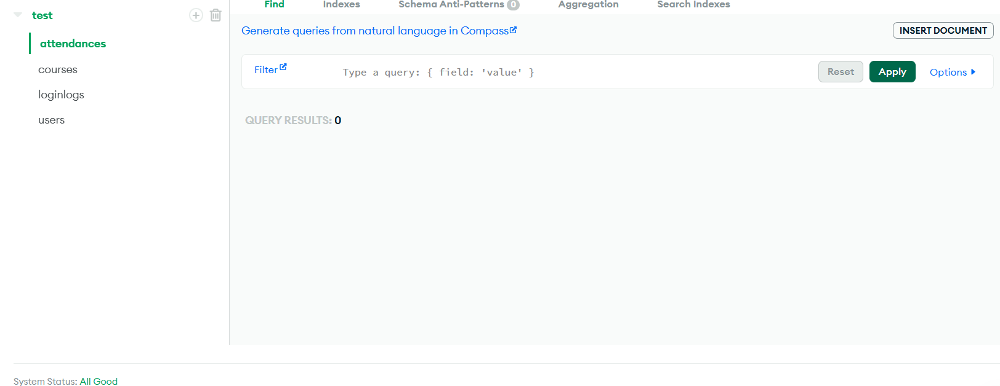 test
attendances
courses
loginlogs
users
Find Indexes Schema Anti-Patterns 0 Aggregation Search Indexes
Generate queries from natural language in Compass
INSERT DOCUMENT
Filter Type a query: { field: 'value' } Reset Apply Options
QUERY RESULTS: 0
System Status: All Good